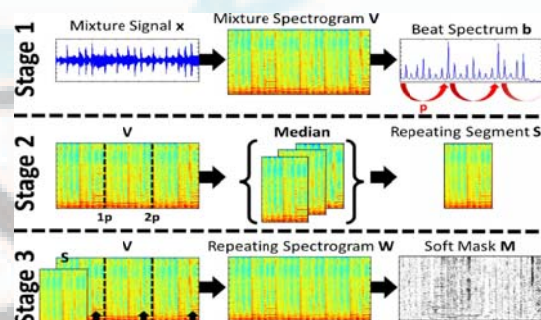 Stage 1
Mixture Signal x
Mixture Spectrogram V
Beat Spectrum b
p
Stage 2
V
Median
Repeating Segment S
1p
2p
Stage 3
S
V
Repeating Spectrogram W
Soft Mask M